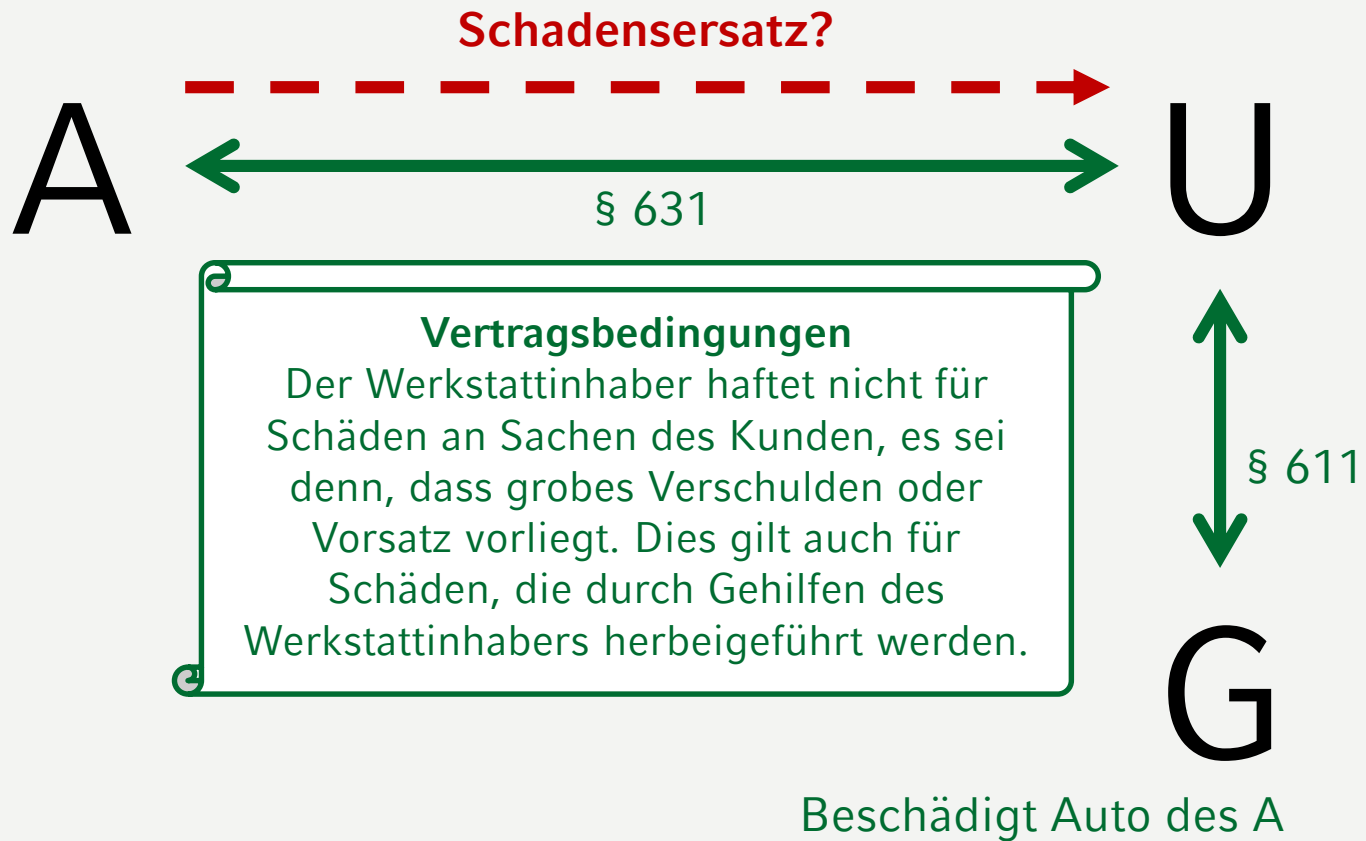 Schadensersatz?
A
U
§ 631
Vertragsbedingungen
Der Werkstattinhaber haftet nicht für
Schäden an Sachen des Kunden, es sei
denn, dass grobes Verschulden oder
Vorsatz vorliegt. Dies gilt auch für
Schäden, die durch Gehilfen des
Werkstattinhabers herbeigeführt werden.
§ 611
G
Beschädigt Auto des A